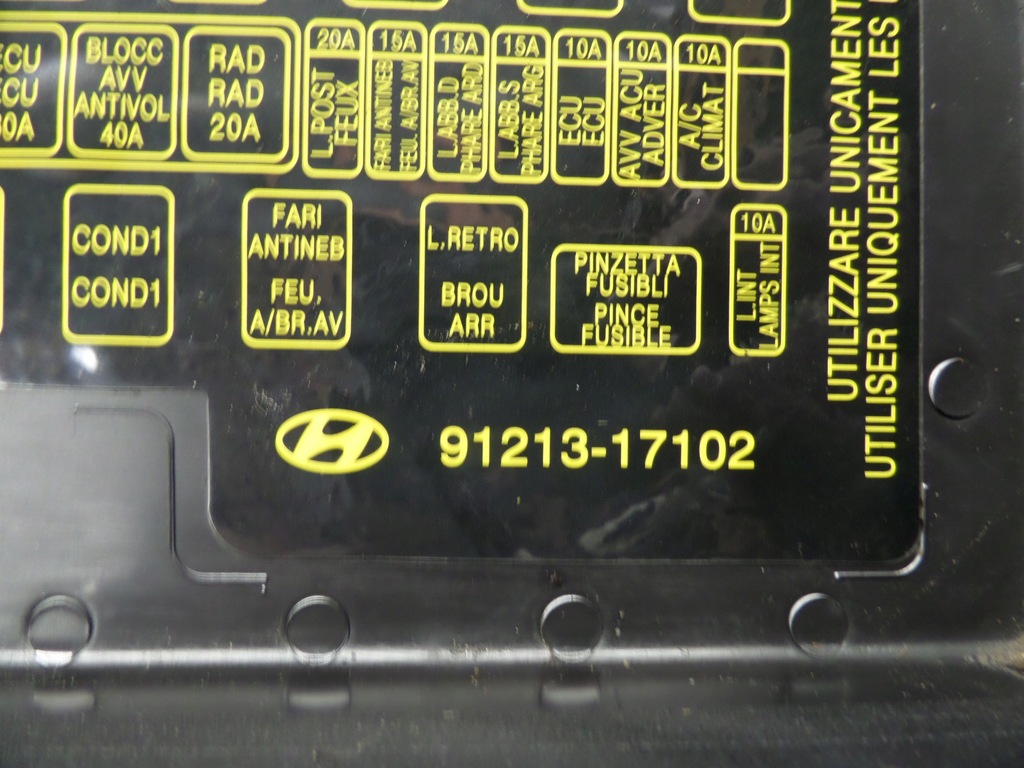 ECU
ECU
BLOCC
AVV
ANTIVOL
40A
RAD
RAD
20A
20A
L.POST
FEUX
15A
FARI ANTINEB
FEU. A/BR.AV
15A
L.ABB.D
PHARE ARD
15A
L.ABB.S
PHARE ARG
10A
ECU
ECU
10A
AVV ACU
ADVER
10A
A/C
CLIMAT
COND1
COND1
FARI
ANTINEB
FEU.
A/BR.AV
L.RETRO
BROU
ARR
PINZETTA
FUSIBLI
PINCE
FUSIBLE
10A
L.INT
LAMPS INT
UTILIZZARE UNICAMENT
UTILISER UNIQUEMENT LES
91213-17102